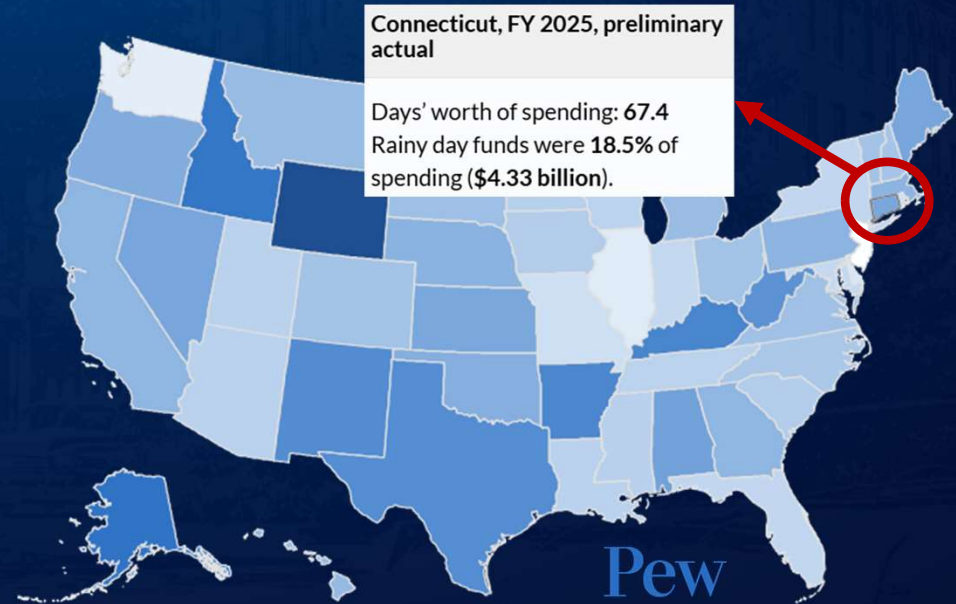 Connecticut, FY 2025, preliminary
actual
Days’ worth of spending: 67.4
Rainy day funds were 18.5% of
spending ($4.33 billion).
Pew